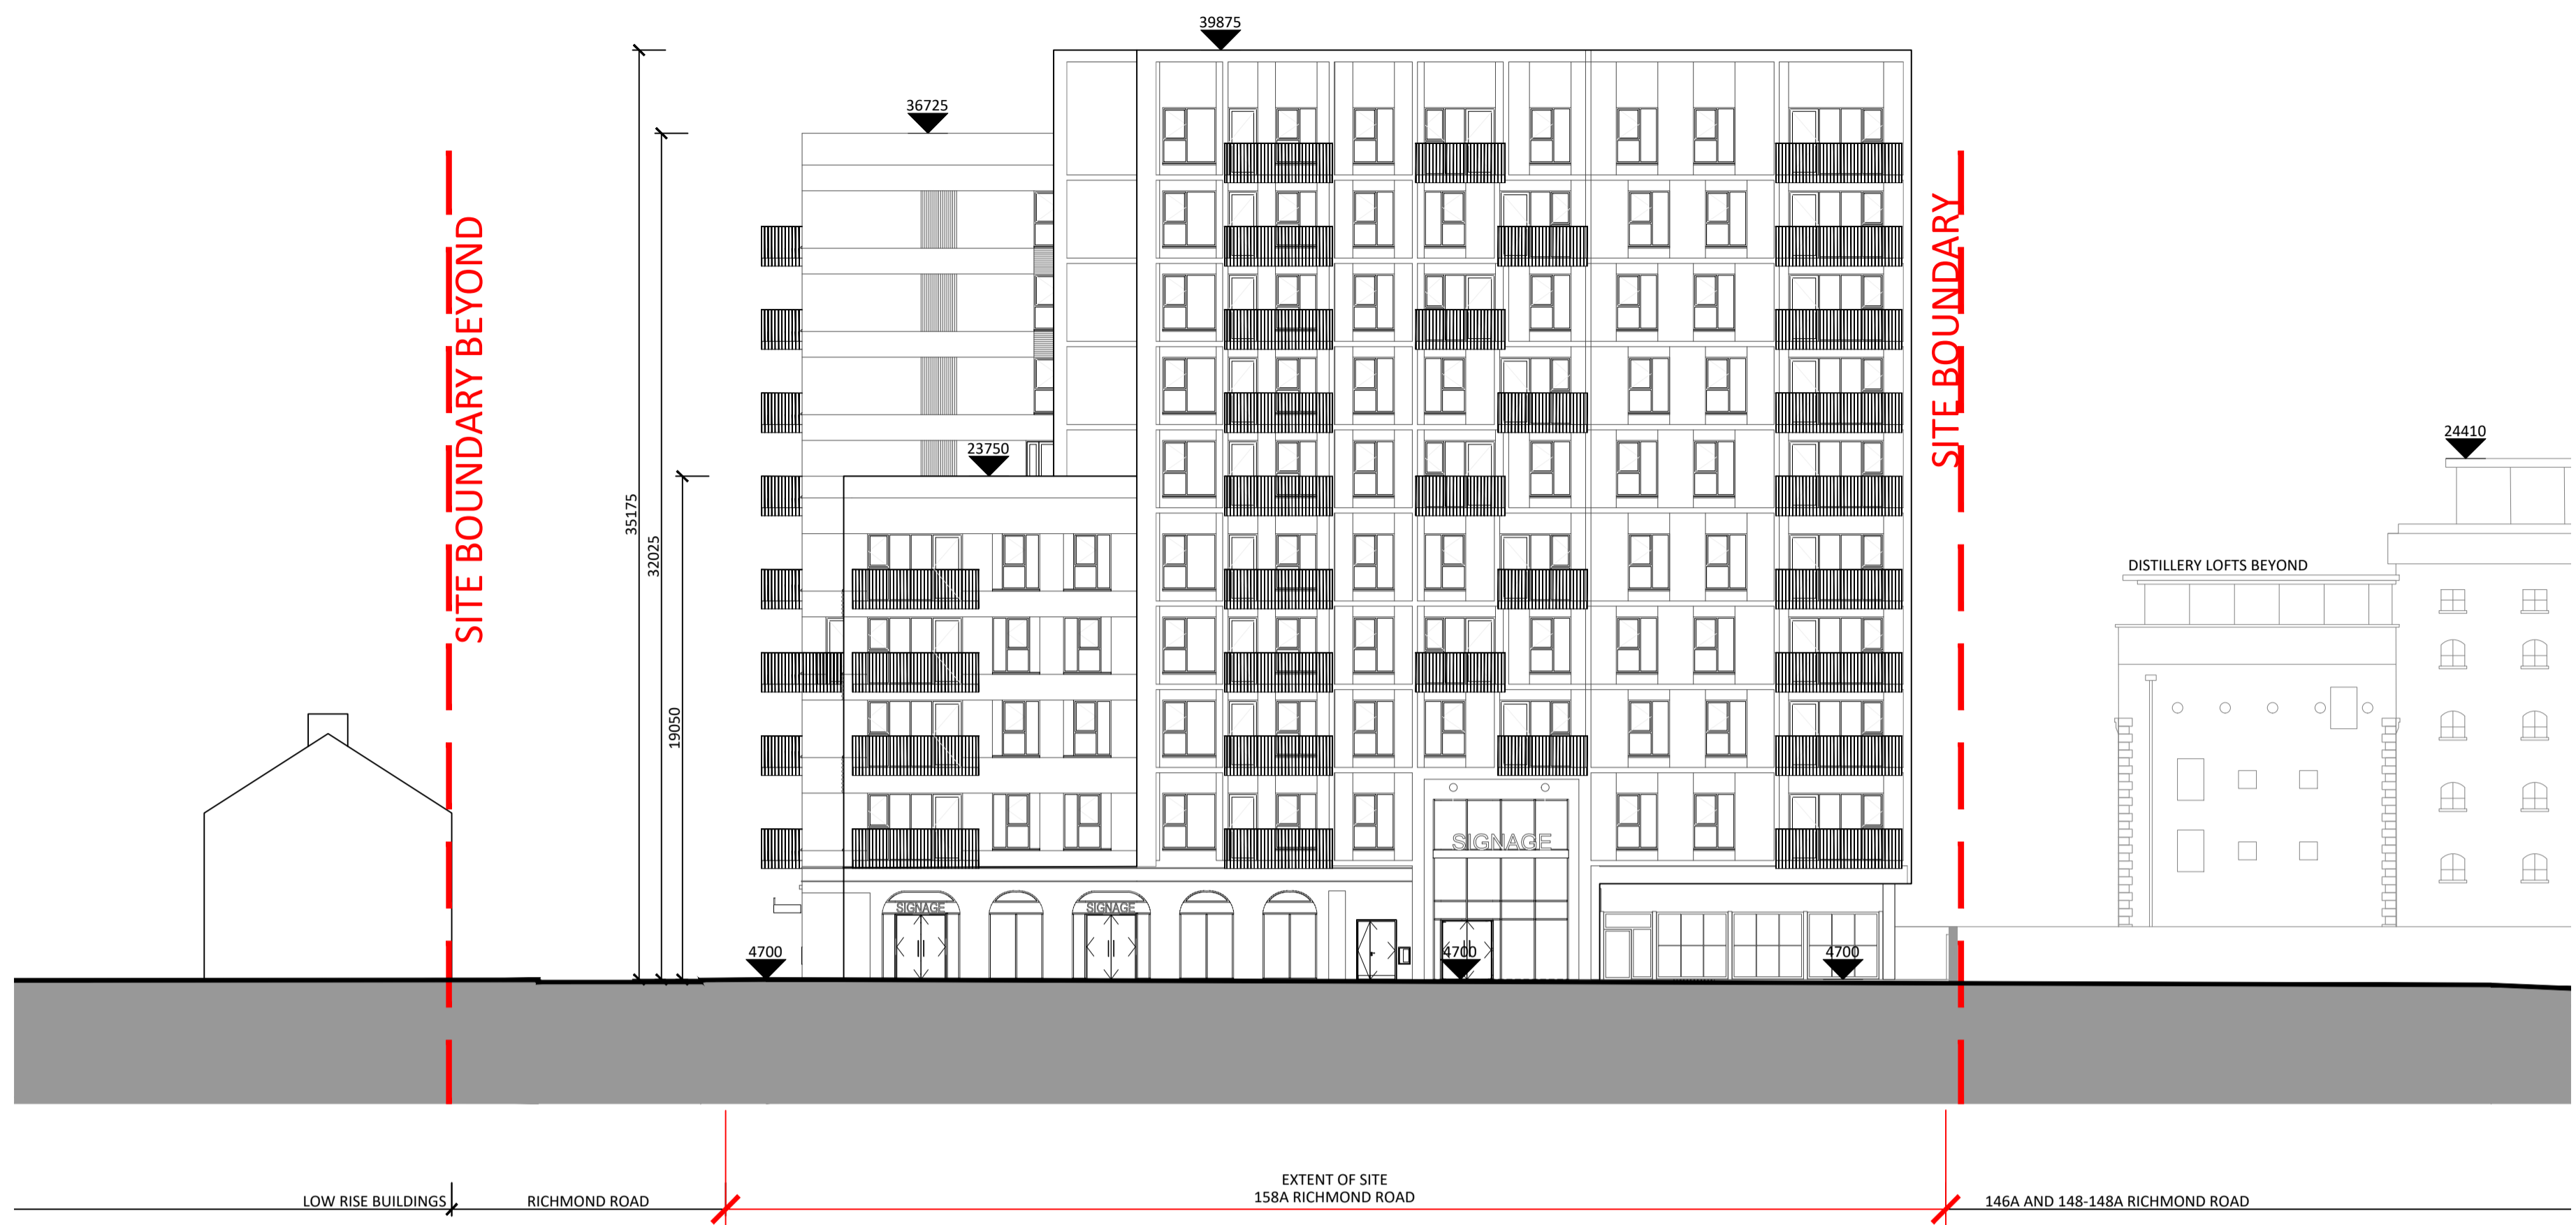 39875
36725
SITE BOUNDARY BEYOND
SITE BOUNDARY
23750
24410
35175
32025
19050
DISTILLERY LOFTS BEYOND
SIGNAGE
SIGNAGE
SIGNAGE
4700
4700
4700
EXTENT OF SITE
158A RICHMOND ROAD
LOW RISE BUILDINGS
RICHMOND ROAD
146A AND 148-148A RICHMOND ROAD